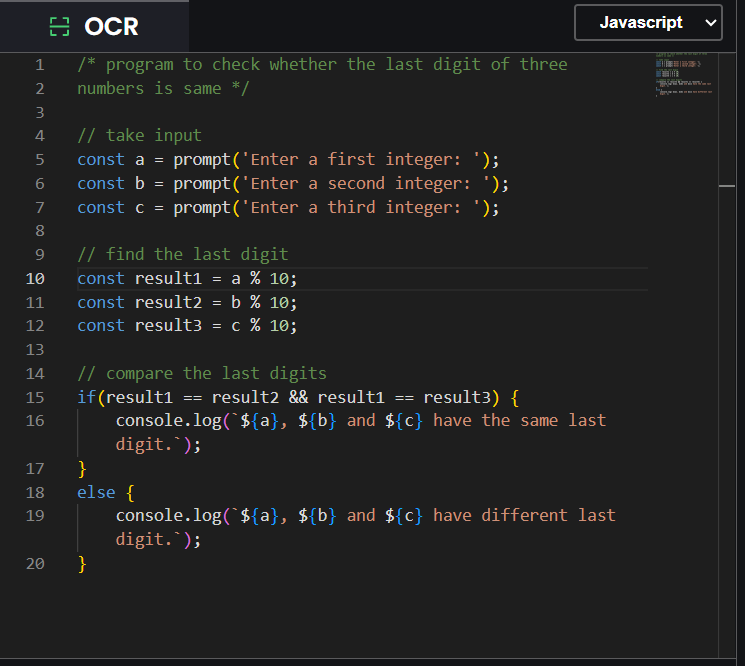 OCR
Javascript
1 /* program to check whether the last digit of three
2 numbers is same */
3
4 // take input
5 const a = prompt('Enter a first integer: ');
6 const b = prompt('Enter a second integer: ');
7 const c = prompt('Enter a third integer: ');
8
9 // find the last digit
10 const result1 = a % 10;
11 const result2 = b % 10;
12 const result3 = c % 10;
13
14 // compare the last digits
15 if(result1 == result2 && result1 == result3) {
16     console.log(`${a}, ${b} and ${c} have the same last
    digit.`);
17 }
18 else {
19     console.log(`${a}, ${b} and ${c} have different last
    digit.`);
20 }